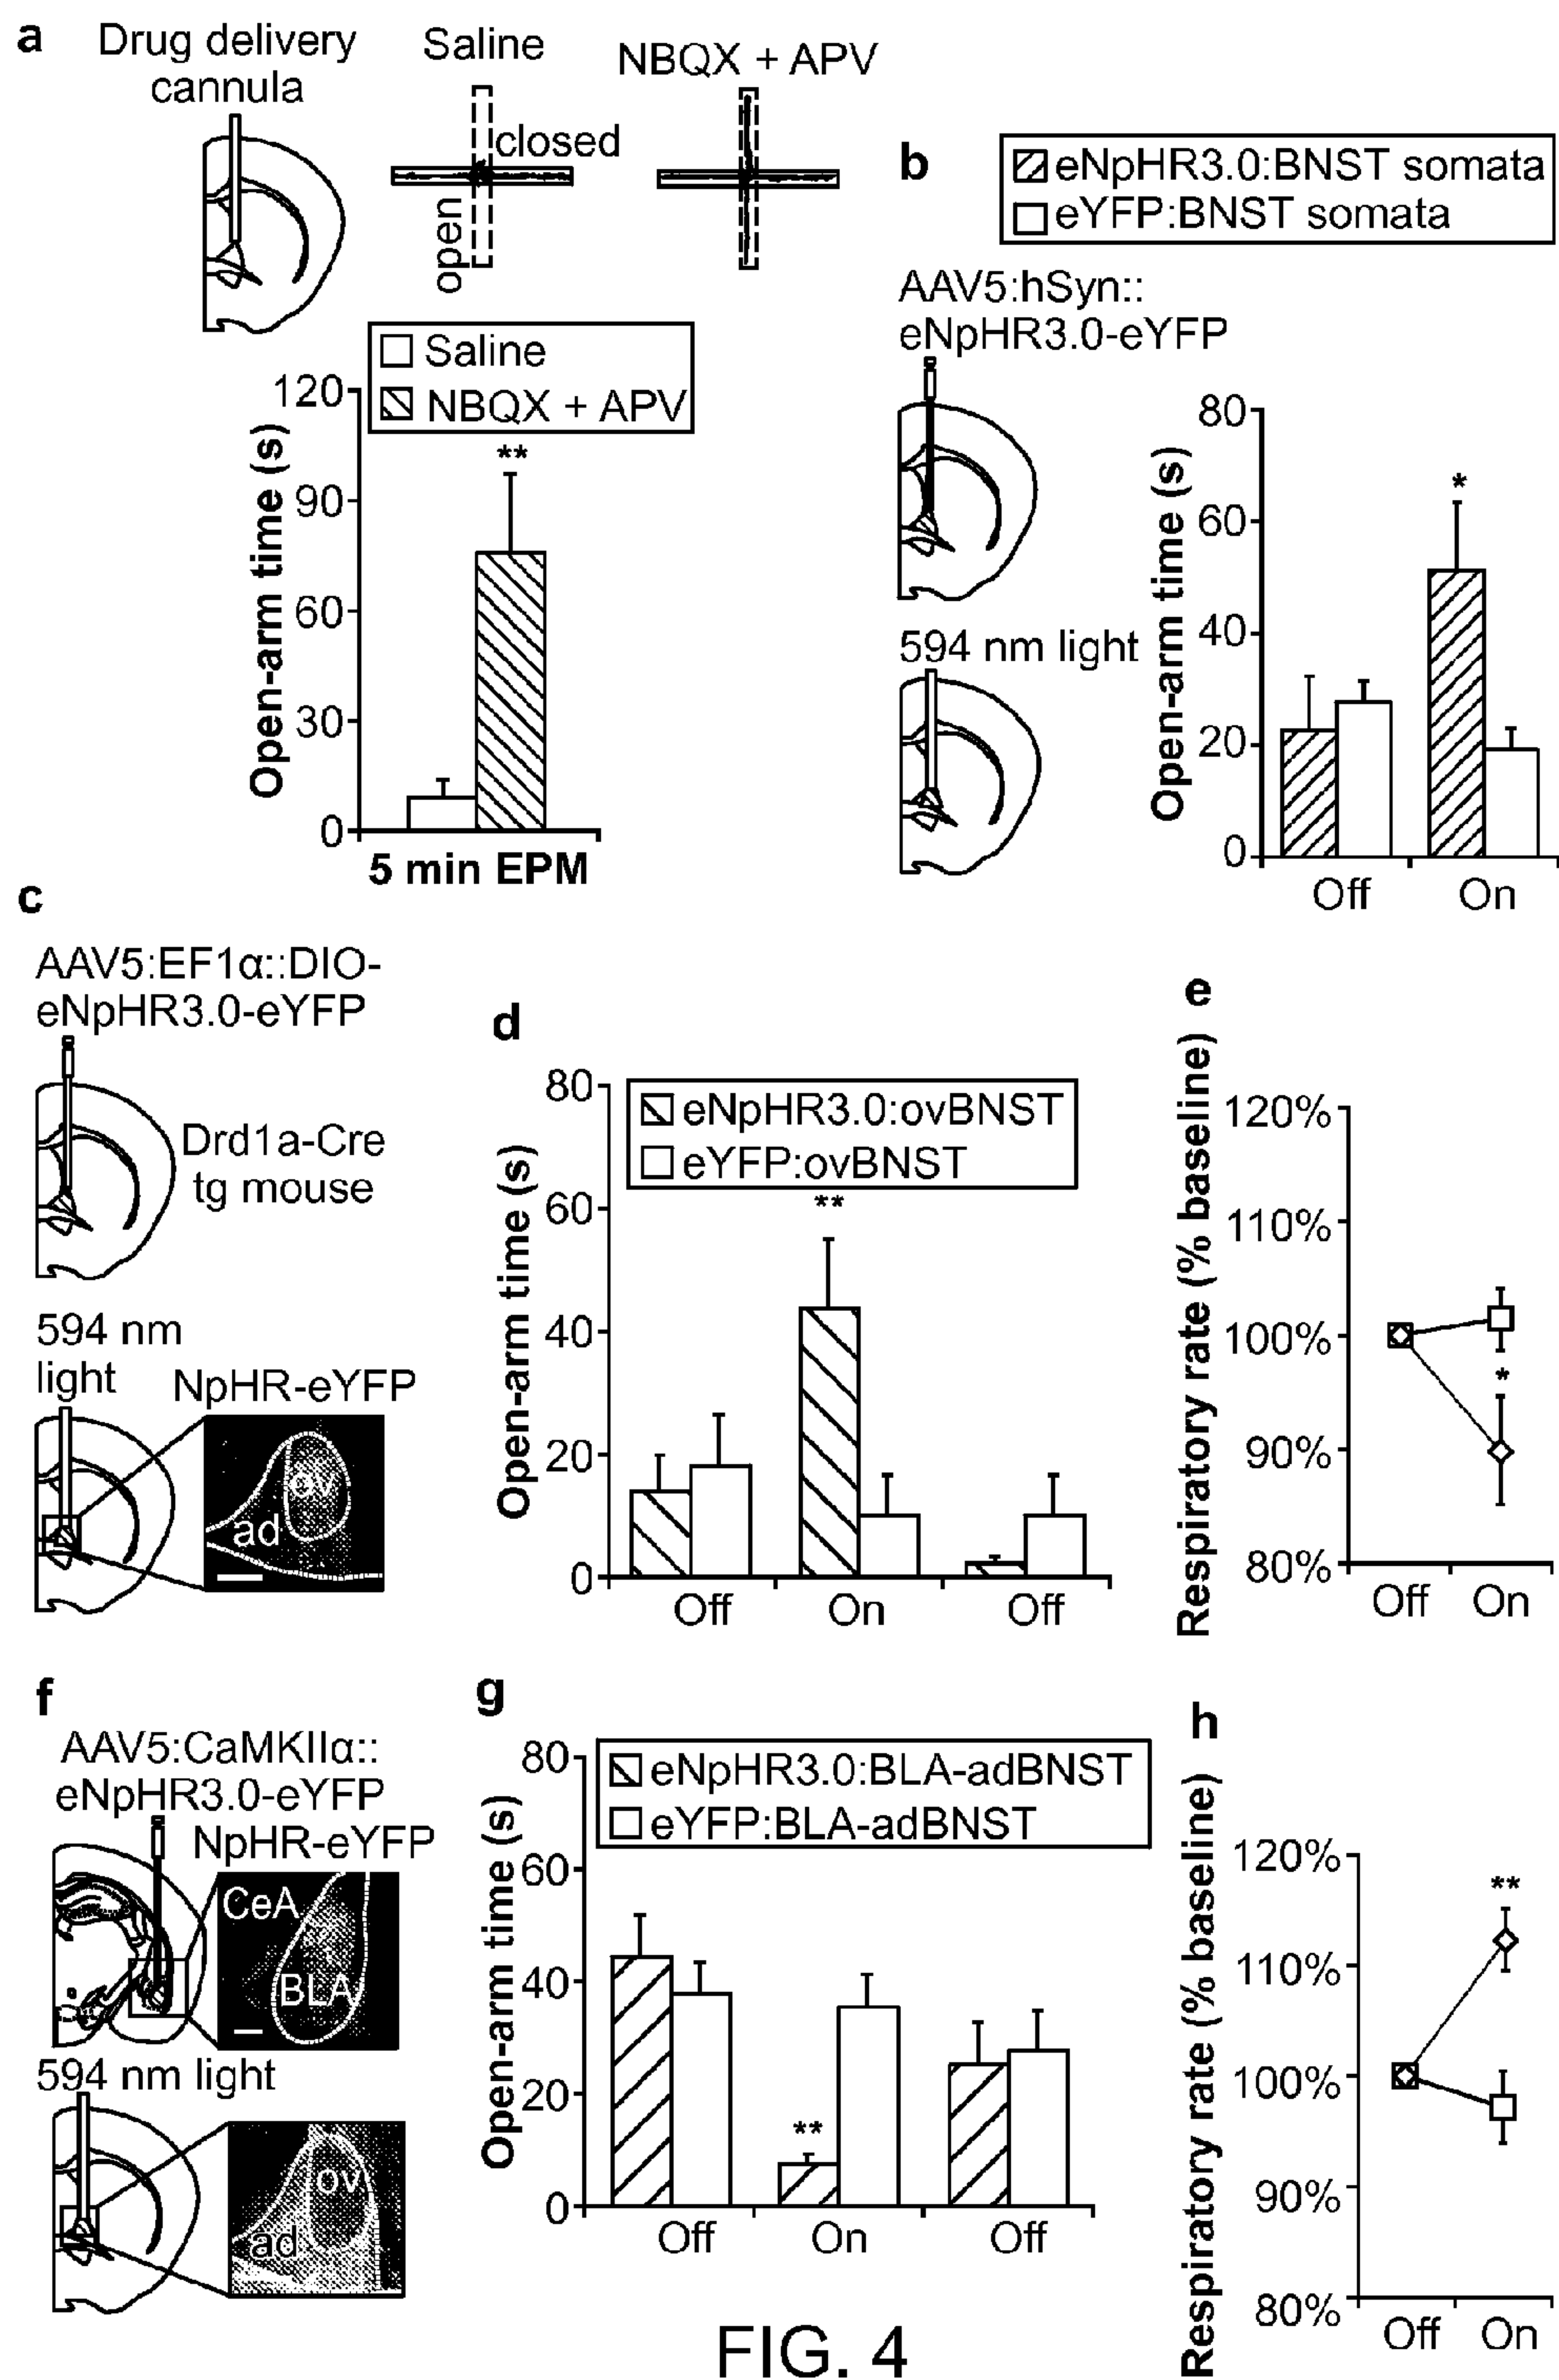 a
Drug delivery
cannula
Saline
NBQX + APV
closed
open
Saline
NBQX + APV
Open-arm time (s)
120
90
60
30
0
**
5 min EPM
b
eNpHR3.0:BNST somata
eYFP:BNST somata
AAV5:hSyn::
eNpHR3.0-eYFP
594 nm light
Open-arm time (s)
80
60
40
20
0
*
Off
On
c
AAV5:EF1α::DIO-
eNpHR3.0-eYFP
Drd1a-Cre
tg mouse
594 nm
light
NpHR-eYFP
ov
ad
d
eNpHR3.0:ovBNST
eYFP:ovBNST
Open-arm time (s)
80
60
40
20
0
**
Off
On
Off
e
Respiratory rate (% baseline)
120%
110%
100%
90%
80%
*
Off
On
f
AAV5:CaMKIIα::
eNpHR3.0-eYFP
NpHR-eYFP
CeA
BLA
594 nm light
ov
ad
g
eNpHR3.0:BLA-adBNST
eYFP:BLA-adBNST
Open-arm time (s)
80
60
40
20
0
**
Off
On
Off
h
Respiratory rate (% baseline)
120%
110%
100%
90%
80%
**
Off
On
FIG. 4